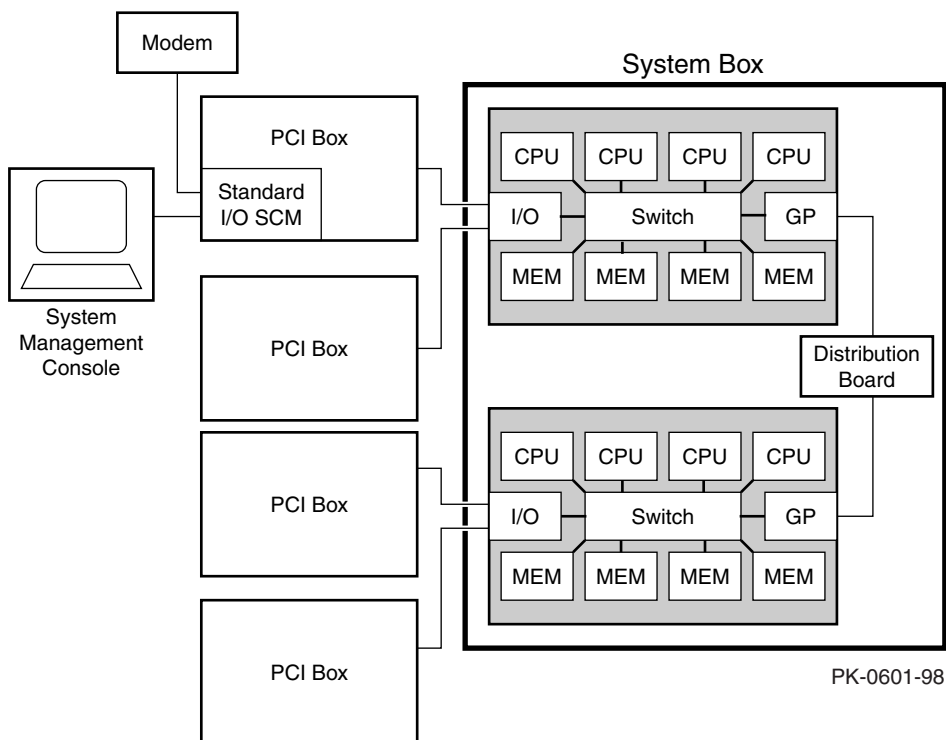 Modem
System Box
PCI Box
CPU CPU CPU CPU
Standard
I/O SCM
I/O Switch GP
MEM MEM MEM MEM
System
Management
Console
PCI Box
Distribution
Board
PCI Box
CPU CPU CPU CPU
I/O Switch GP
MEM MEM MEM MEM
PCI Box
PK-0601-98